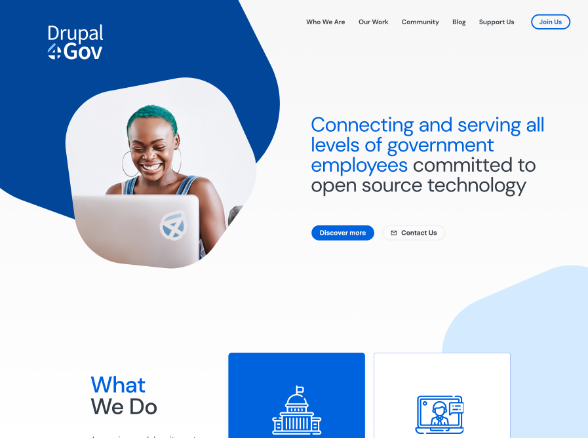 Drupal
4Gov
Who We Are
Our Work
Community
Blog
Support Us
Join Us
Connecting and serving all
levels of government
employees committed to
open source technology
Discover more
Contact Us
What
We Do